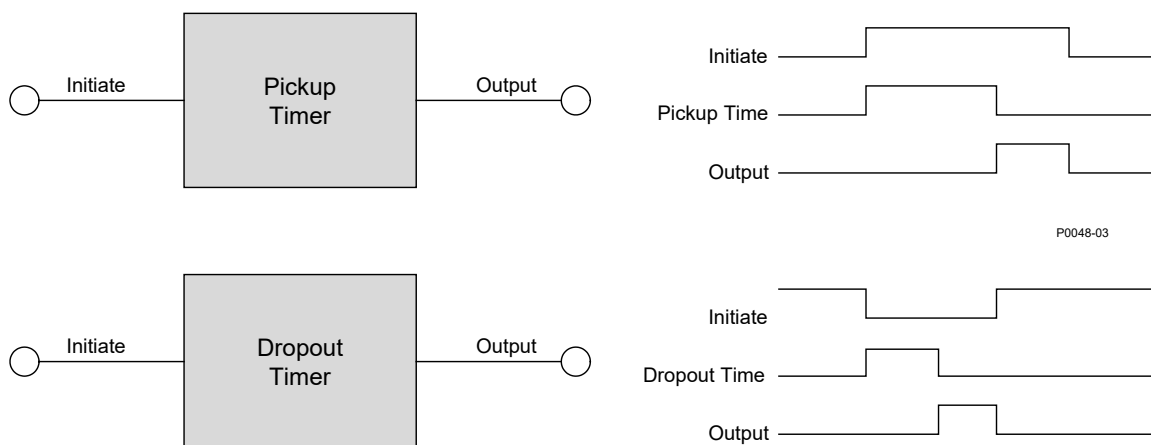 Initiate
Pickup
Timer
Output
Initiate
Pickup Time
Output
P0048-03
Initiate
Dropout
Timer
Output
Initiate
Dropout Time
Output